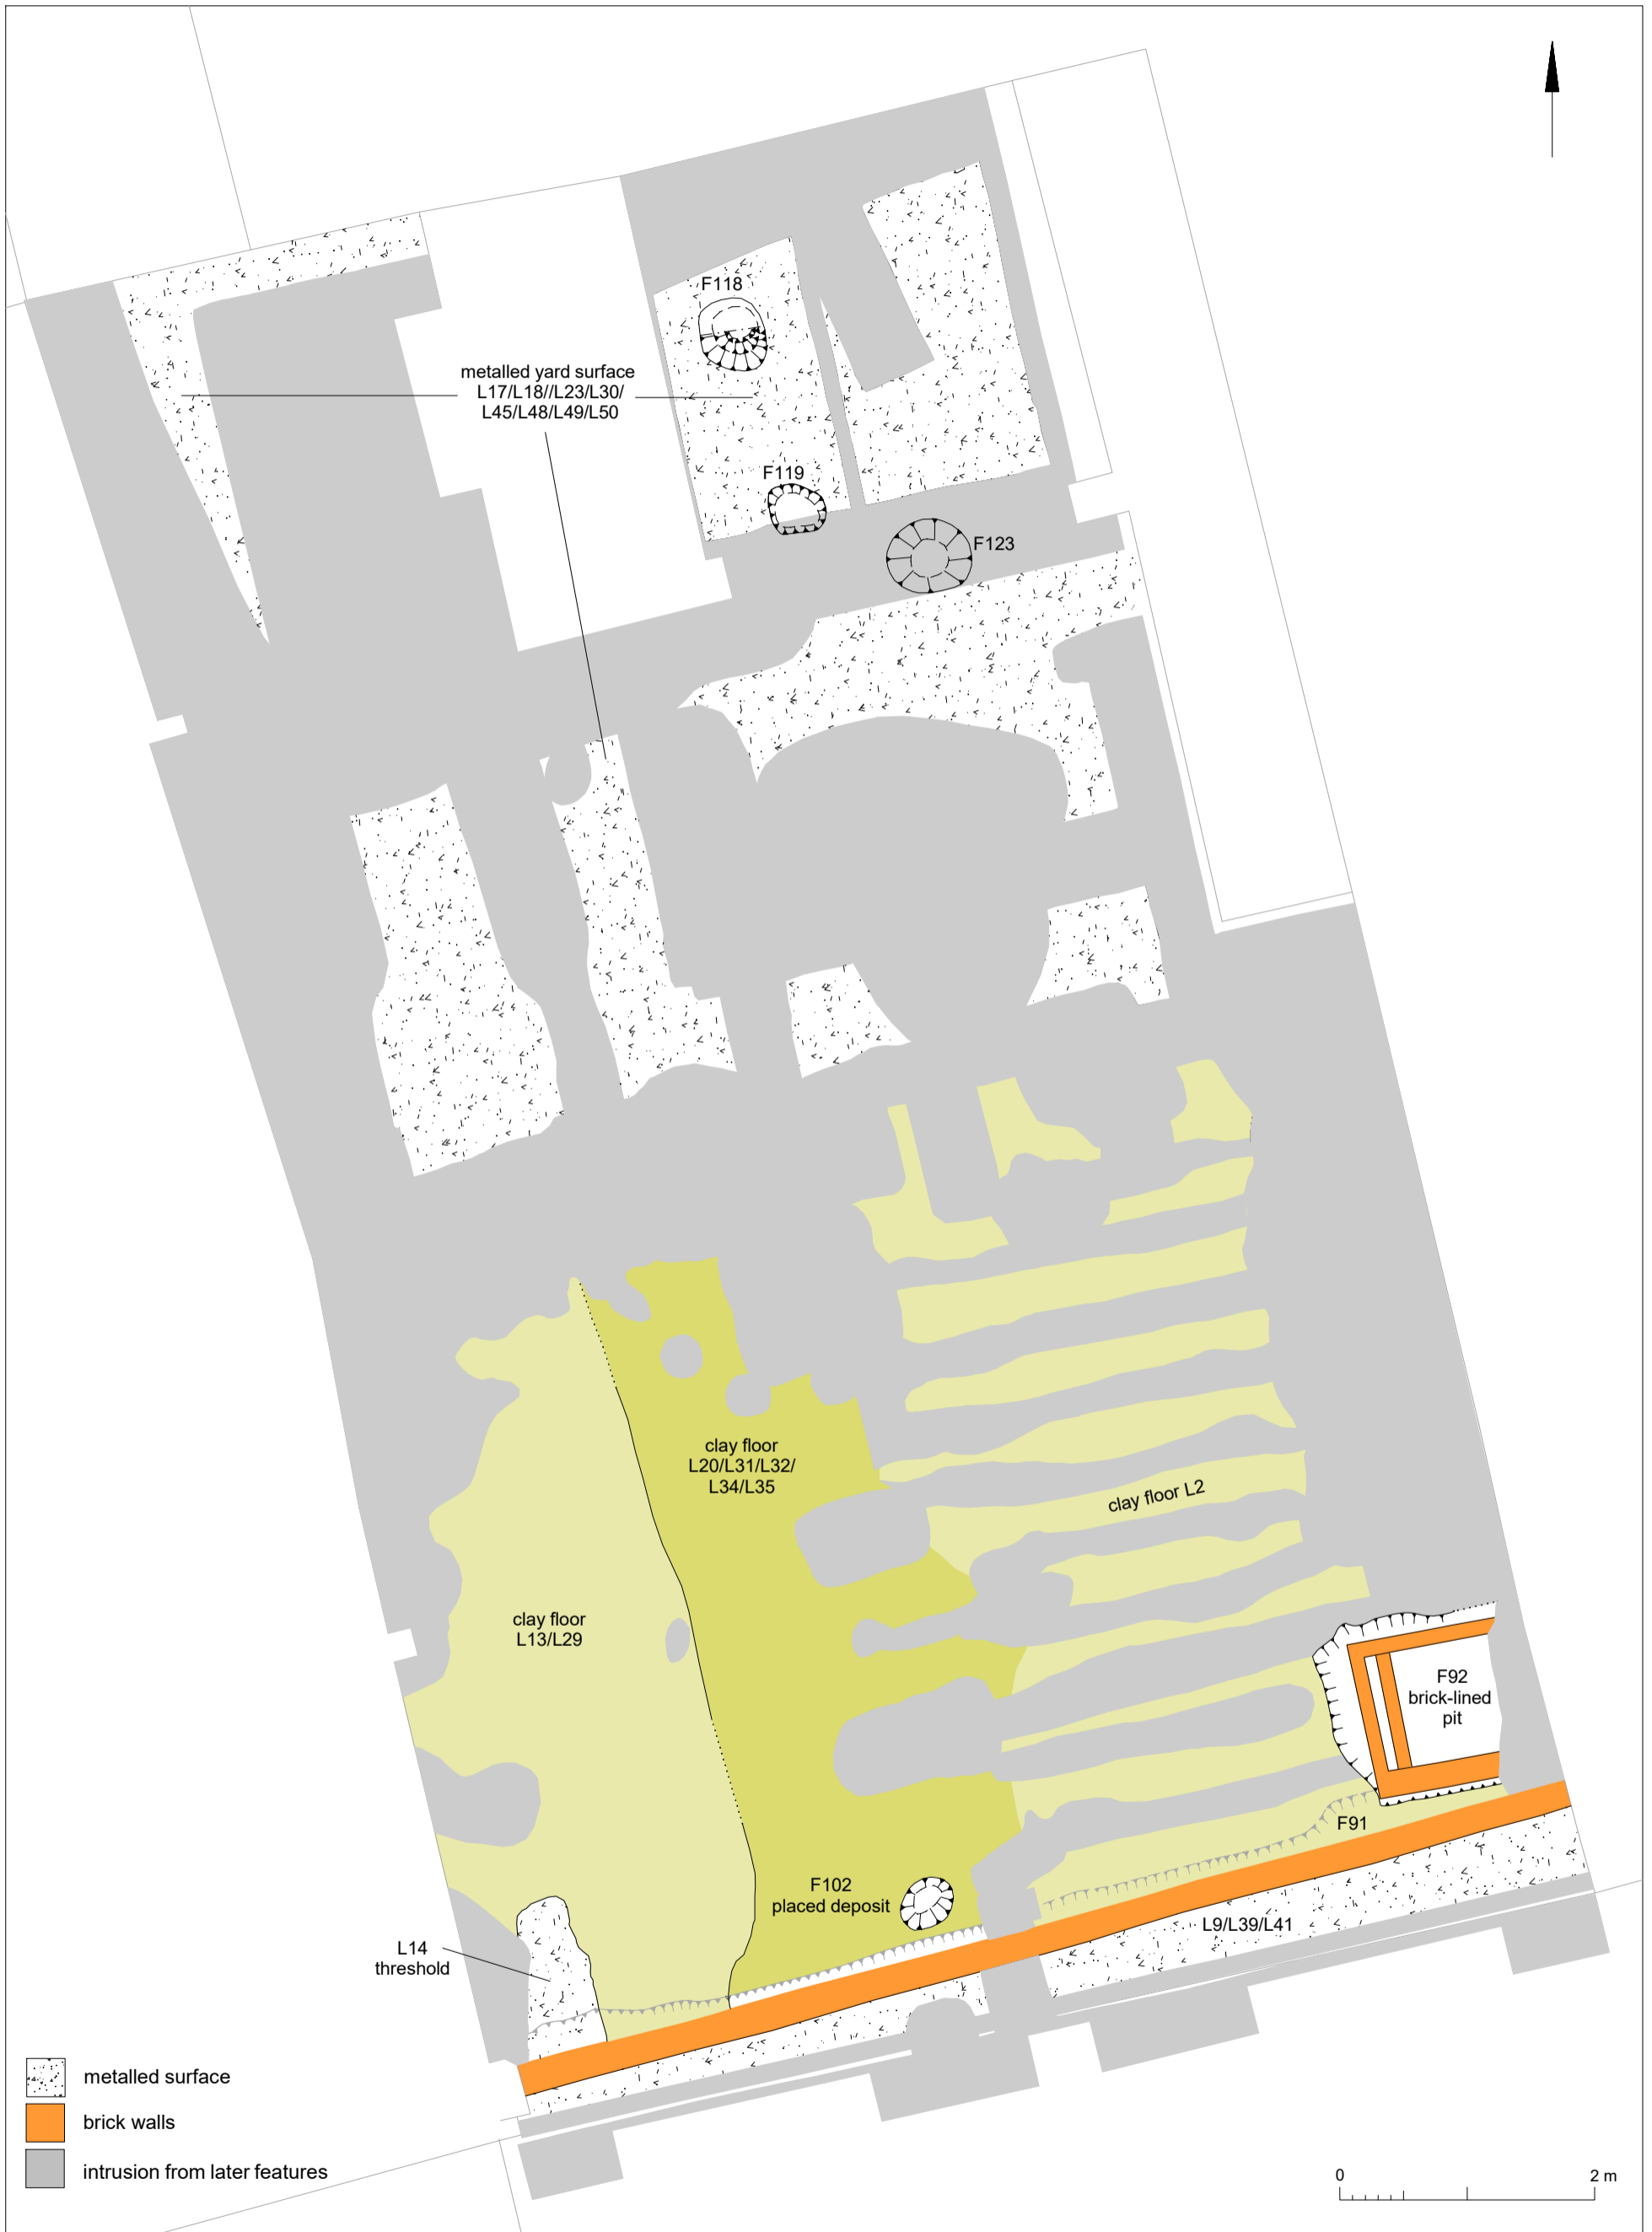 F118
metalled yard surface
L17/L18//L23/L30/
L45/L48/L49/L50
F119
F123
clay floor
L20/L31/L32/
L34/L35
clay floor L2
clay floor
L13/L29
F92
brick-lined
pit
F91
F102
placed deposit
L9/L39/L41
L14
threshold
metalled surface
brick walls
intrusion from later features
0 2 m